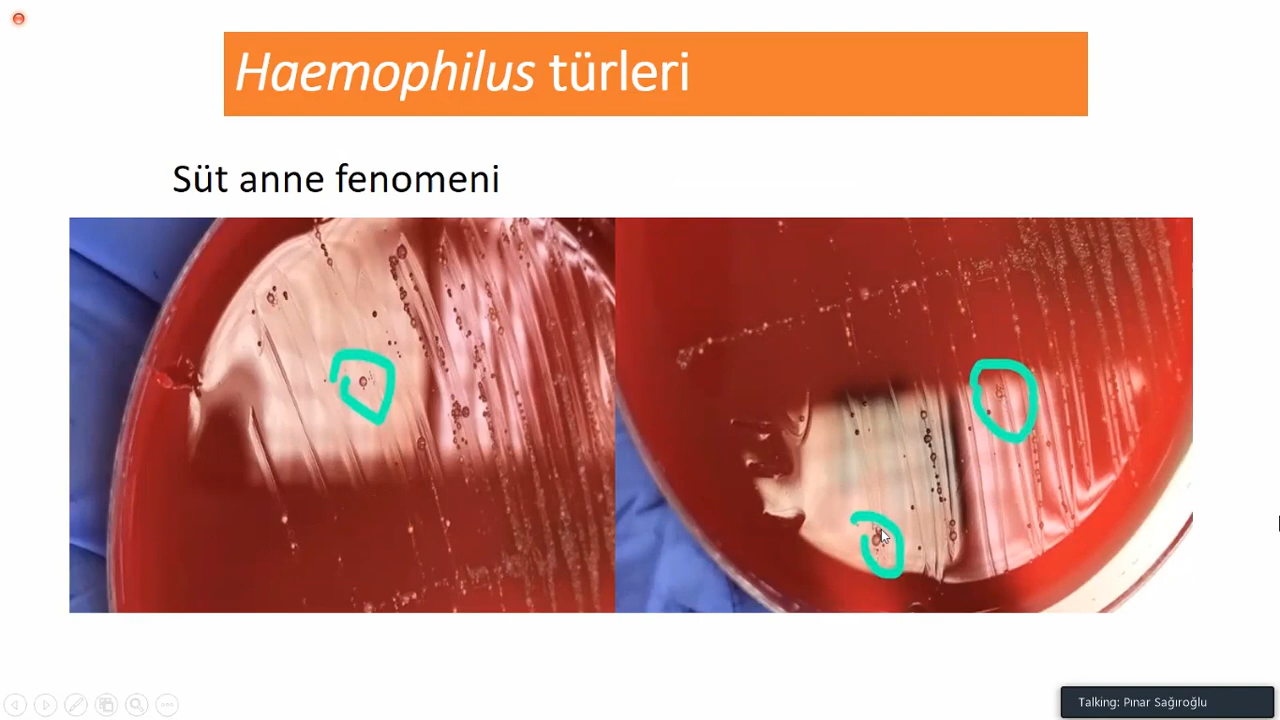 Haemophilus türleri
Süt anne fenomeni
Talking: Pınar Sağıroğlu